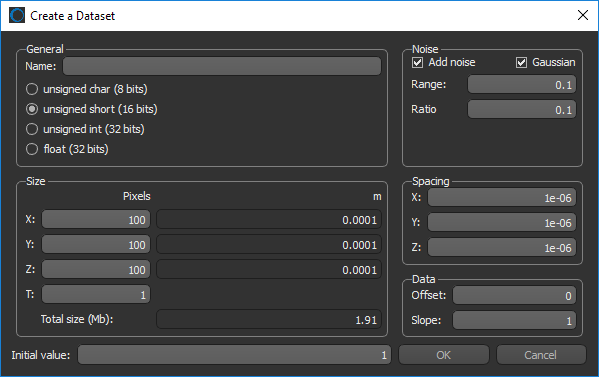 Create a Dataset
General
Name:
unsigned char (8 bits)
unsigned short (16 bits)
unsigned int (32 bits)
float (32 bits)
Noise
Add noise Gaussian
Range: 0.1
Ratio 0.1
Size
Pixels m
X: 100 0.0001
Y: 100 0.0001
Z: 100 0.0001
T: 1
Total size (Mb): 1.91
Spacing
X: 1e-06
Y: 1e-06
Z: 1e-06
Data
Offset: 0
Slope: 1
Initial value: 1 OK Cancel